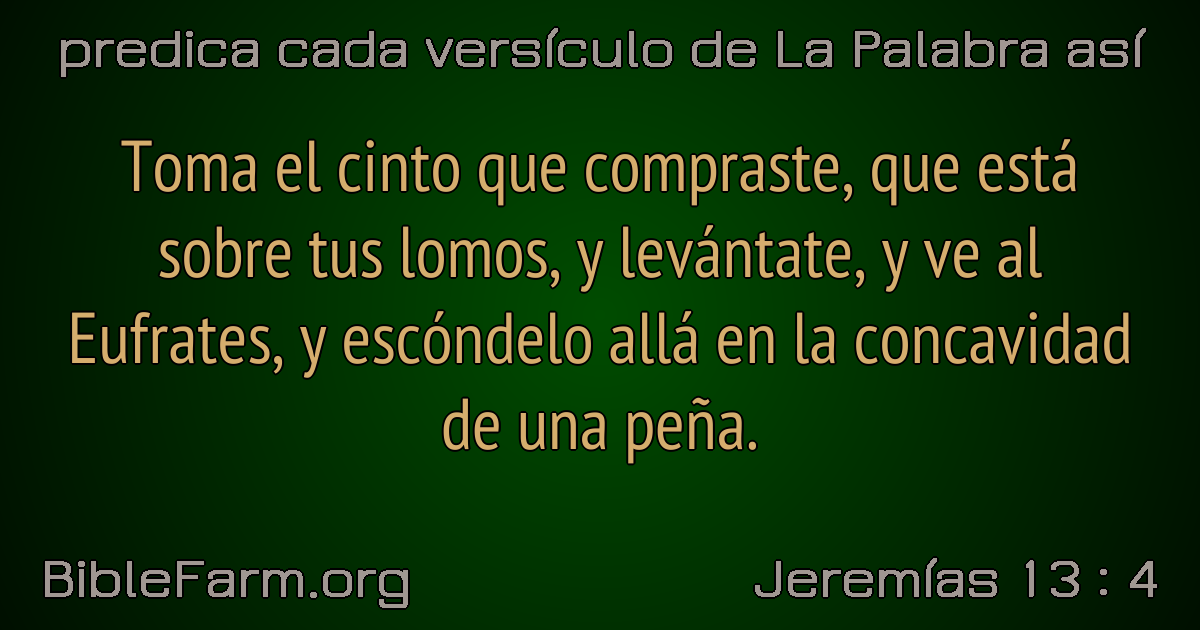 predica cada versículo de La Palabra así
Toma el cinto que compraste, que está
sobre tus lomos, y levántate, y ve al
Eufrates, y escóndelo allá en la concavidad
de una peña.
BibleFarm.org
Jeremías 13 : 4